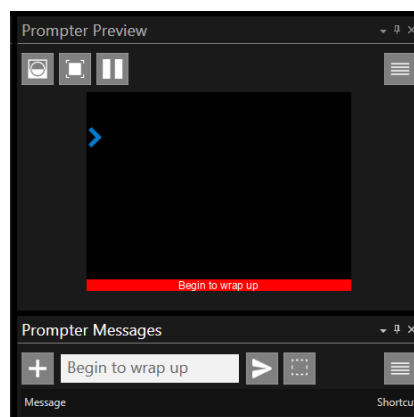 Prompter Preview
Begin to wrap up
Prompter Messages
Begin to wrap up
Message Shortcu